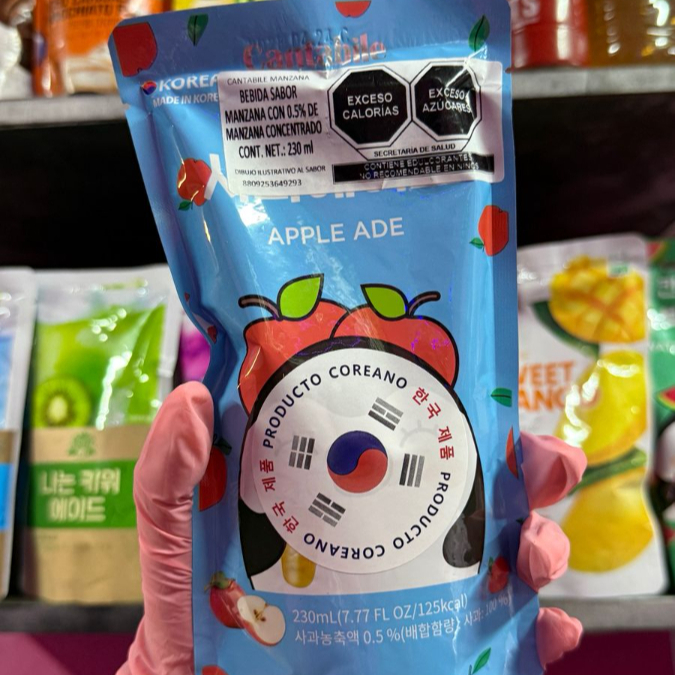 Cantabile
KOREA
MADE IN KOREA
CANTABILE MANZANA
BEBIDA SABOR
MANZANA CON 0.5% DE
MANZANA CONCENTRADO
CONT. NET.: 230 ml
DIBUJO ILUSTRATIVO AL SABOR
8809253649293
EXCESO
CALORÍAS
EXCESO
AZÚCARES
SECRETARÍA DE SALUD
CONTIENE EDULCORANTES,
NO RECOMENDABLE EN NIÑOS
APPLE ADE
PRODUCTO COREANO 한국 제품 PRODUCTO COREANO 한국 제품
230mL(7.77 FL OZ/125kcal)
사과농축액 0.5 %(배합함량)
나는 키위
에이드